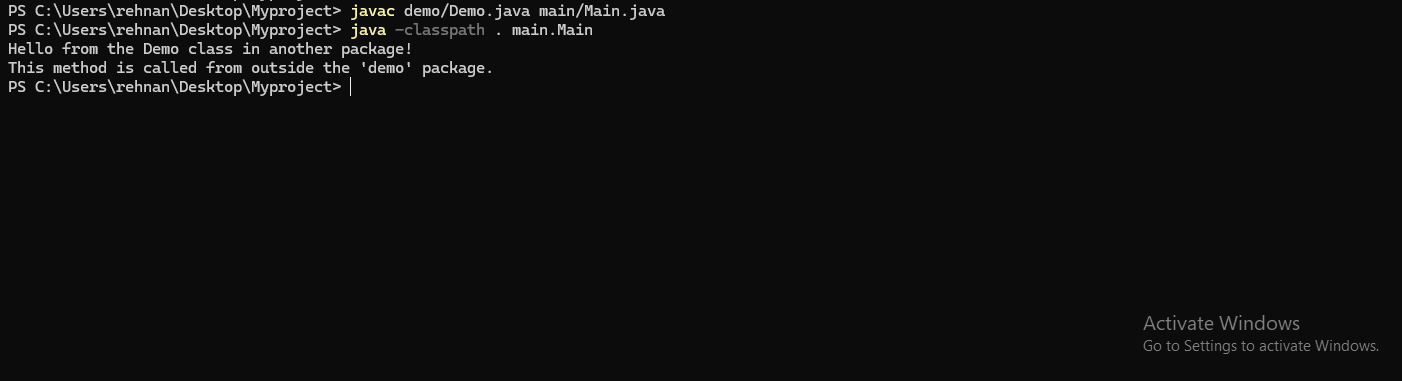 PS C:\Users\rehnan\Desktop\Myproject> javac demo/Demo.java main/Main.java
PS C:\Users\rehnan\Desktop\Myproject> java -classpath . main.Main
Hello from the Demo class in another package!
This method is called from outside the 'demo' package.
PS C:\Users\rehnan\Desktop\Myproject>
Activate Windows
Go to Settings to activate Windows.